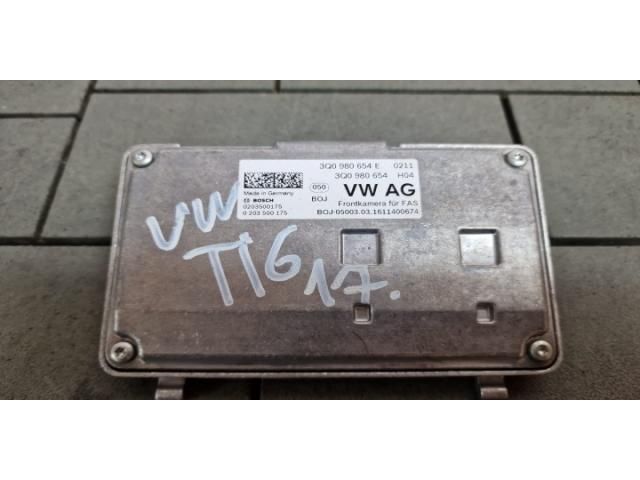 3Q0 980 654 E 0211
3Q0 980 654 H04
Made in Germany
050
VW AG
BOSCH
BOJ
0203500175
Frontkamera für FAS
0 203 500 175
BOJ-05003.03.1611400674
VW
TIG
17.